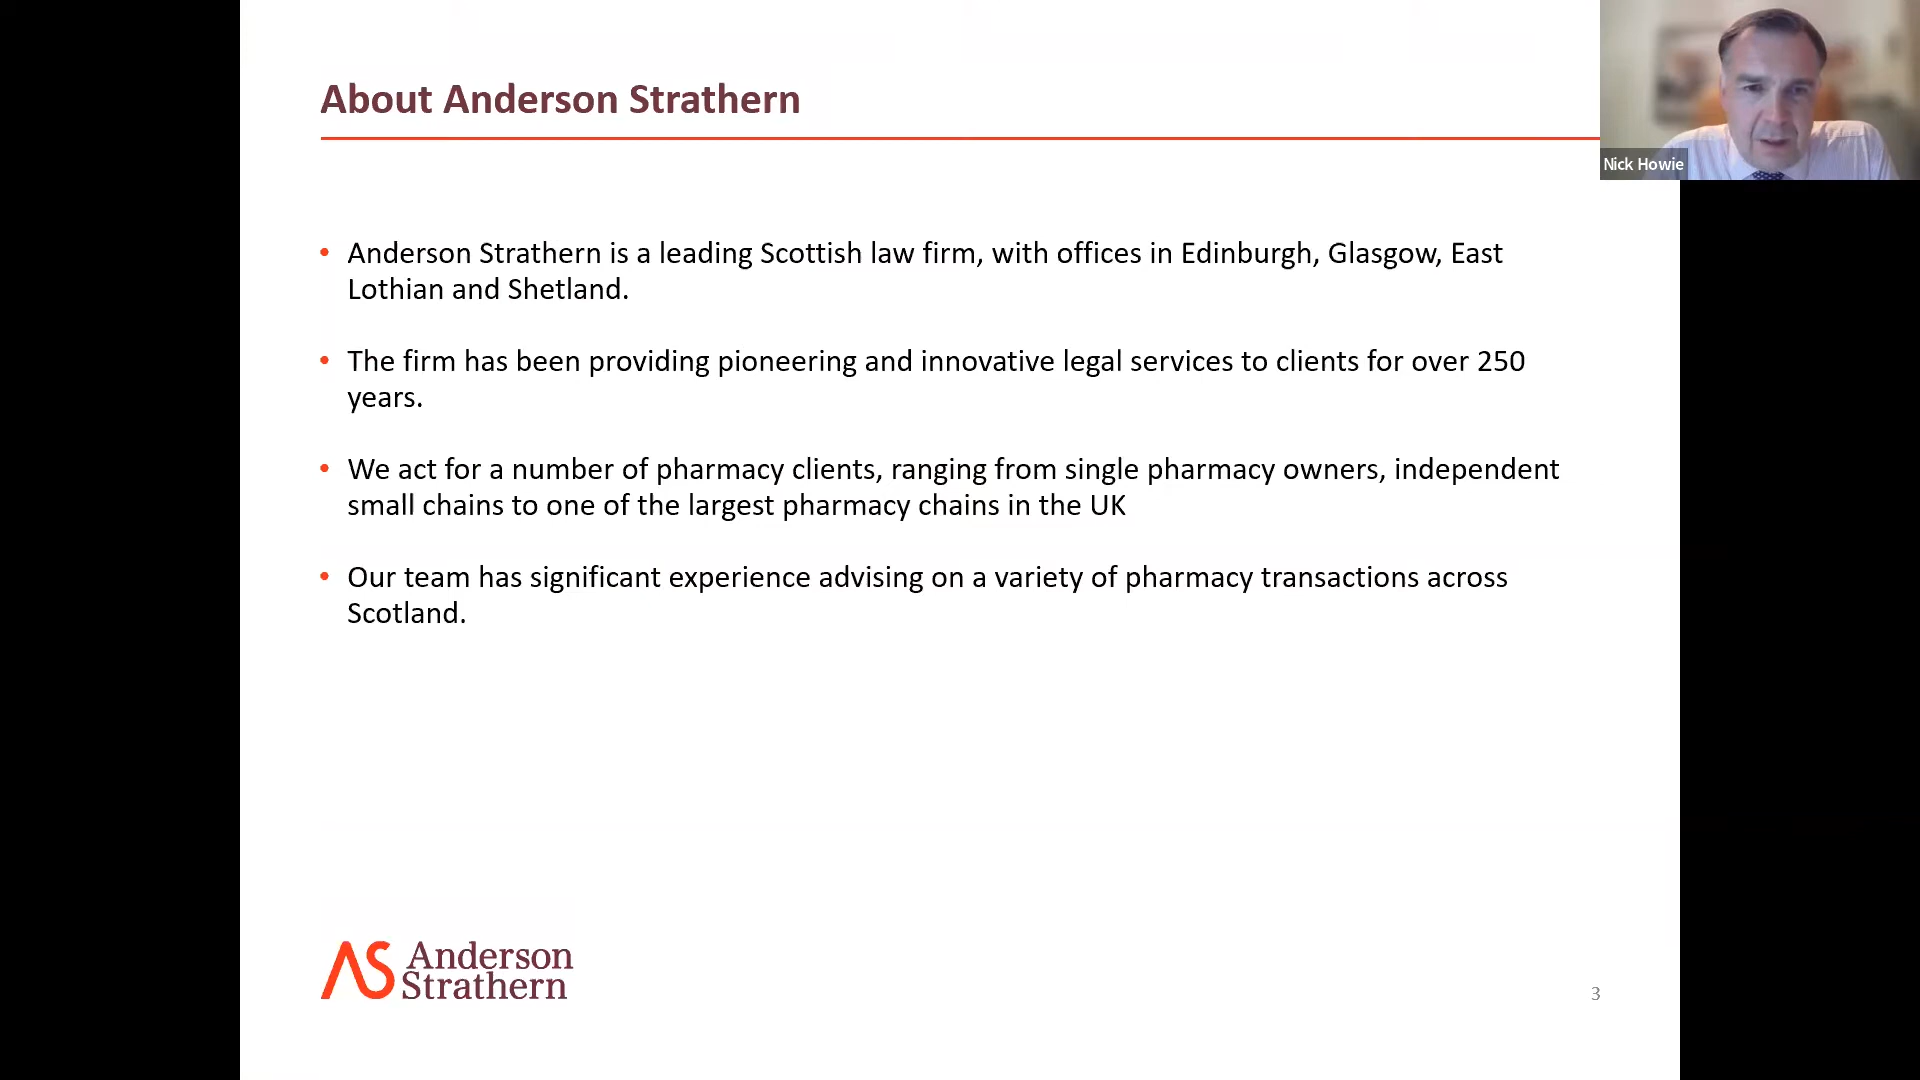 About Anderson Strathern
Nick Howie
• Anderson Strathern is a leading Scottish law firm, with offices in Edinburgh, Glasgow, East
Lothian and Shetland.
• The firm has been providing pioneering and innovative legal services to clients for over 250
years.
• We act for a number of pharmacy clients, ranging from single pharmacy owners, independent
small chains to one of the largest pharmacy chains in the UK
• Our team has significant experience advising on a variety of pharmacy transactions across
Scotland.
AS Anderson
Strathern
3